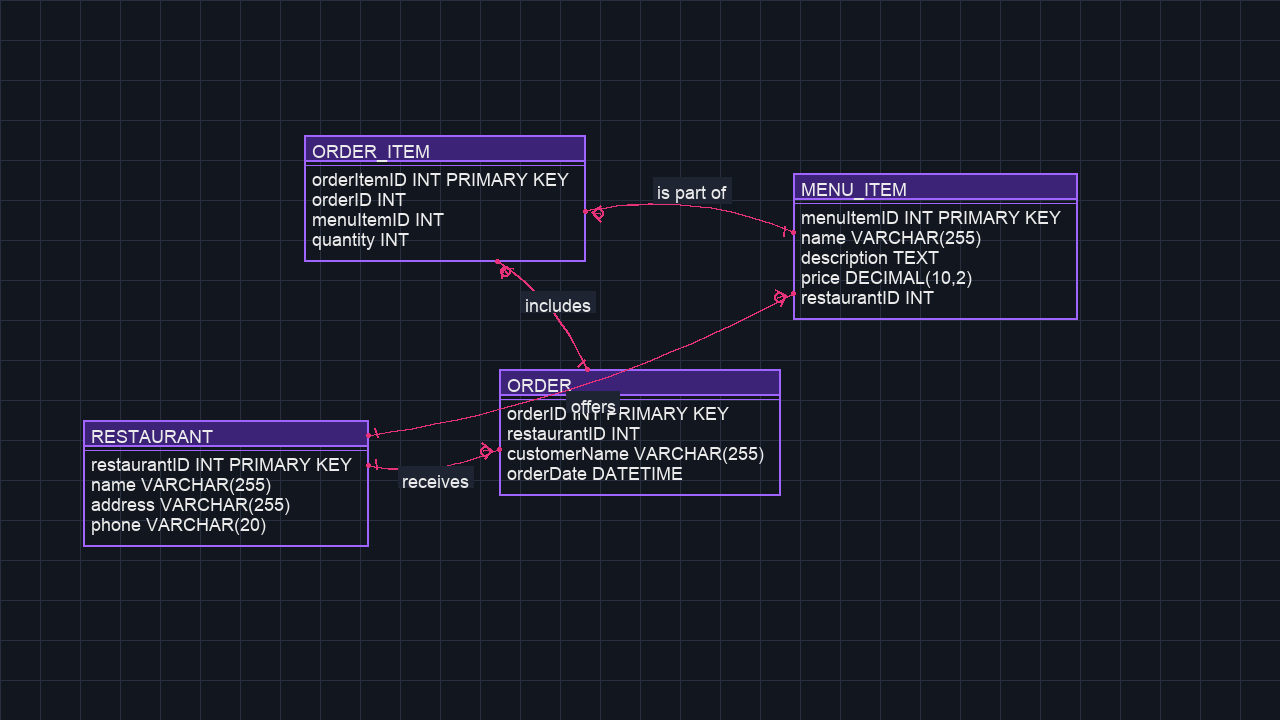 ORDER_ITEM
orderItemID INT PRIMARY KEY
orderID INT
menuItemID INT
quantity INT
is part of
MENU_ITEM
menuItemID INT PRIMARY KEY
name VARCHAR(255)
description TEXT
price DECIMAL(10,2)
restaurantID INT
includes
ORDER
offers
orderID INT PRIMARY KEY
restaurantID INT
customerName VARCHAR(255)
orderDate DATETIME
RESTAURANT
restaurantID INT PRIMARY KEY
name VARCHAR(255)
address VARCHAR(255)
phone VARCHAR(20)
receives